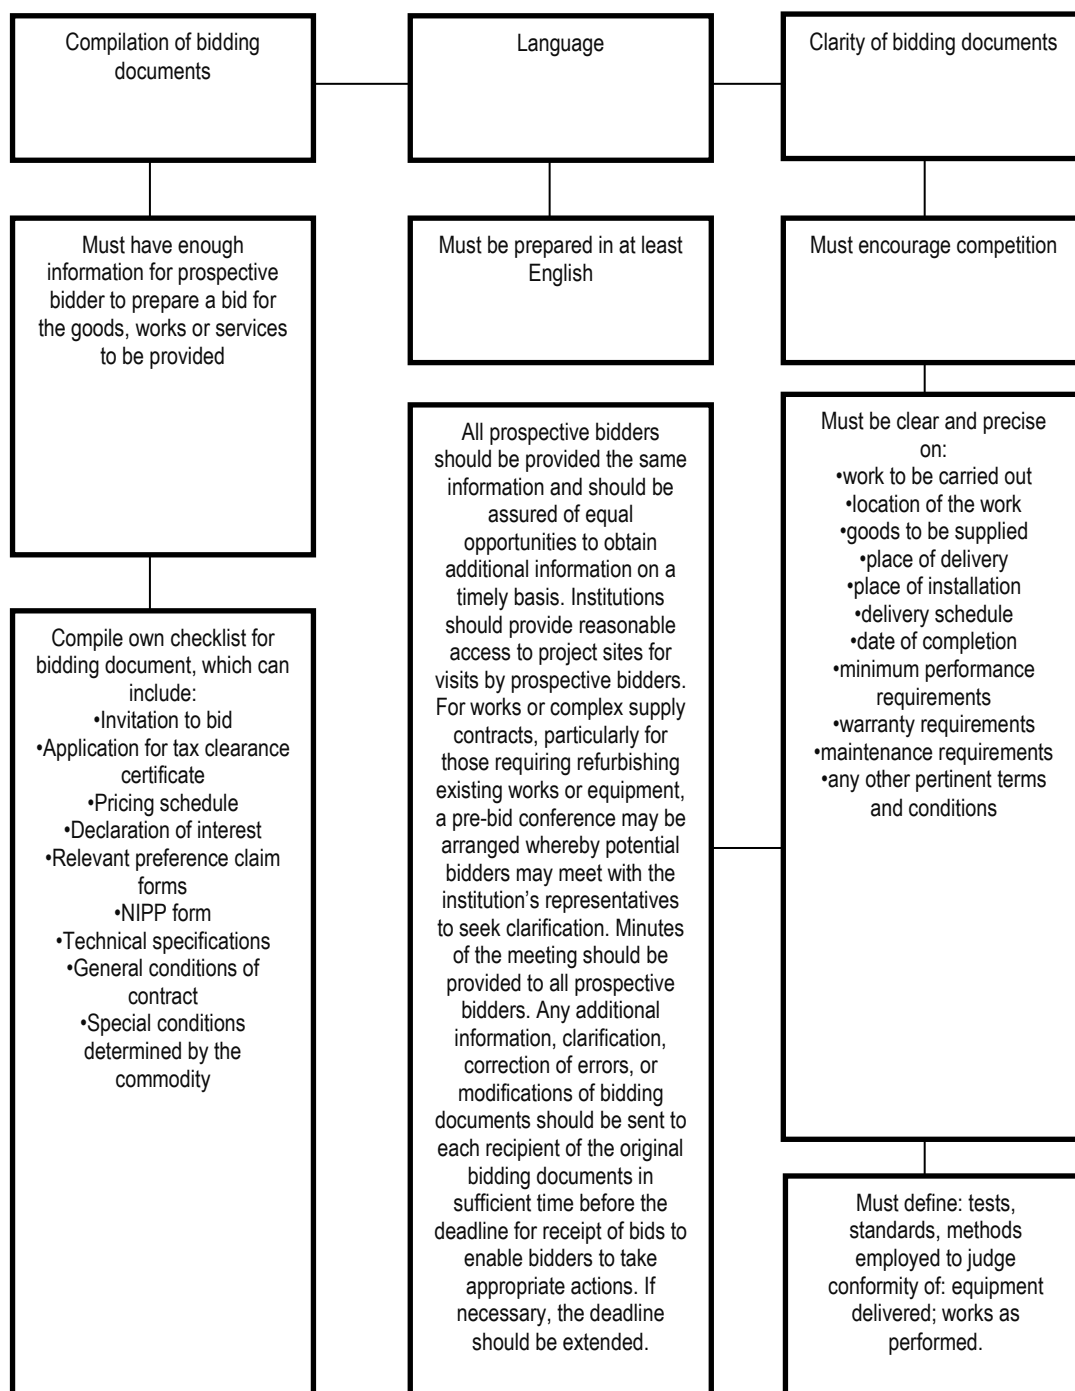 Compilation of bidding
documents
Language
Clarity of bidding documents
Must have enough
information for prospective
bidder to prepare a bid for
the goods, works or services
to be provided
Must be prepared in at least
English
Must encourage competition
Compile own checklist for
bidding document, which can
include:
•Invitation to bid
•Application for tax clearance
certificate
•Pricing schedule
•Declaration of interest
•Relevant preference claim
forms
•NIPP form
•Technical specifications
•General conditions of
contract
•Special conditions
determined by the
commodity
All prospective bidders
should be provided the same
information and should be
assured of equal
opportunities to obtain
additional information on a
timely basis. Institutions
should provide reasonable
access to project sites for
visits by prospective bidders.
For works or complex supply
contracts, particularly for
those requiring refurbishing
existing works or equipment,
a pre-bid conference may be
arranged whereby potential
bidders may meet with the
institution’s representatives
to seek clarification. Minutes
of the meeting should be
provided to all prospective
bidders. Any additional
information, clarification,
correction of errors, or
modifications of bidding
documents should be sent to
each recipient of the original
bidding documents in
sufficient time before the
deadline for receipt of bids to
enable bidders to take
appropriate actions. If
necessary, the deadline
should be extended.
Must be clear and precise
on:
•work to be carried out
•location of the work
•goods to be supplied
•place of delivery
•place of installation
•delivery schedule
•date of completion
•minimum performance
requirements
•warranty requirements
•maintenance requirements
•any other pertinent terms
and conditions
Must define: tests,
standards, methods
employed to judge
conformity of: equipment
delivered; works as
performed.